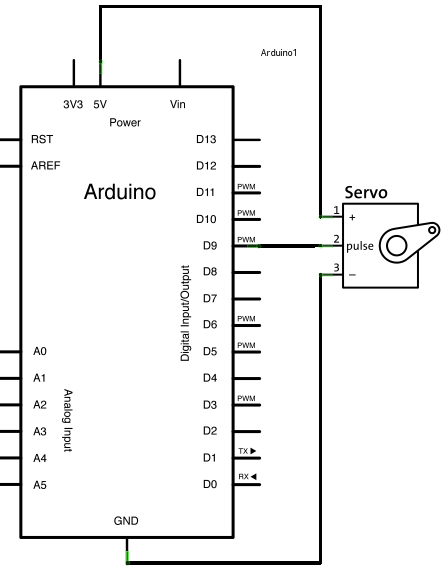 Arduino1
3V3 5V Vin
Power
RST D13
AREF D12
Arduino
D11 PWM
D10 PWM
D9 PWM
D8
D7
D6 PWM
D5 PWM
D4
D3 PWM
D2
D1 TX ▶
D0 RX ◀
Digital Input/Output
A0
A1
A2
A3
A4
A5
Analog Input
GND
Servo
1 +
2 pulse
3 –